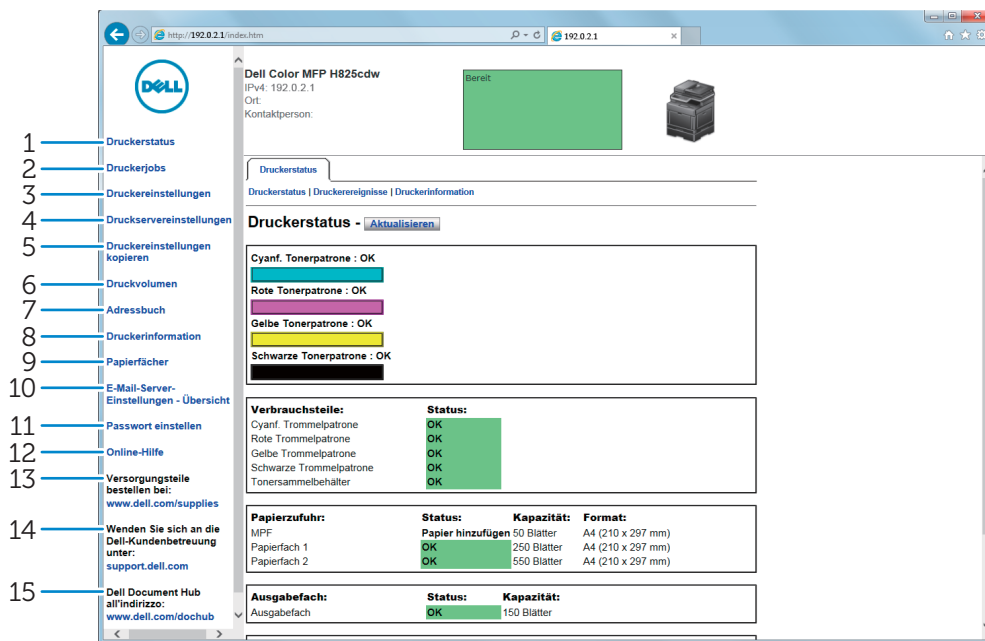 http://192.0.2.1/index.htm
192.0.2.1
DELL
Dell Color MFP H825cdw
IPv4: 192.0.2.1
Ort:
Kontaktperson:
Bereit
1 Druckerstatus
2 Druckerjobs
3 Druckereinstellungen
4 Druckservereinstellungen
5 Druckereinstellungen
kopieren
6 Druckvolumen
7 Adressbuch
8 Druckerinformation
9 Papierfächer
10 E-Mail-Server-
Einstellungen - Übersicht
11 Passwort einstellen
12 Online-Hilfe
13 Versorgungsteile
bestellen bei:
www.dell.com/supplies
14 Wenden Sie sich an die
Dell-Kundenbetreuung
unter:
support.dell.com
15 Dell Document Hub
all'indirizzo:
www.dell.com/dochub
Druckerstatus
Druckerstatus | Druckerereignisse | Druckerinformation
Druckerstatus - Aktualisieren
Cyanf. Tonerpatrone : OK
Rote Tonerpatrone : OK
Gelbe Tonerpatrone : OK
Schwarze Tonerpatrone : OK
Verbrauchsteile: Status:
Cyanf. Trommelpatrone OK
Rote Trommelpatrone OK
Gelbe Trommelpatrone OK
Schwarze Trommelpatrone OK
Tonersammelbehälter OK
Papierzufuhr: Status: Kapazität: Format:
MPF Papier hinzufügen 50 Blätter A4 (210 x 297 mm)
Papierfach 1 OK 250 Blätter A4 (210 x 297 mm)
Papierfach 2 OK 550 Blätter A4 (210 x 297 mm)
Ausgabefach: Status: Kapazität:
Ausgabefach OK 150 Blätter